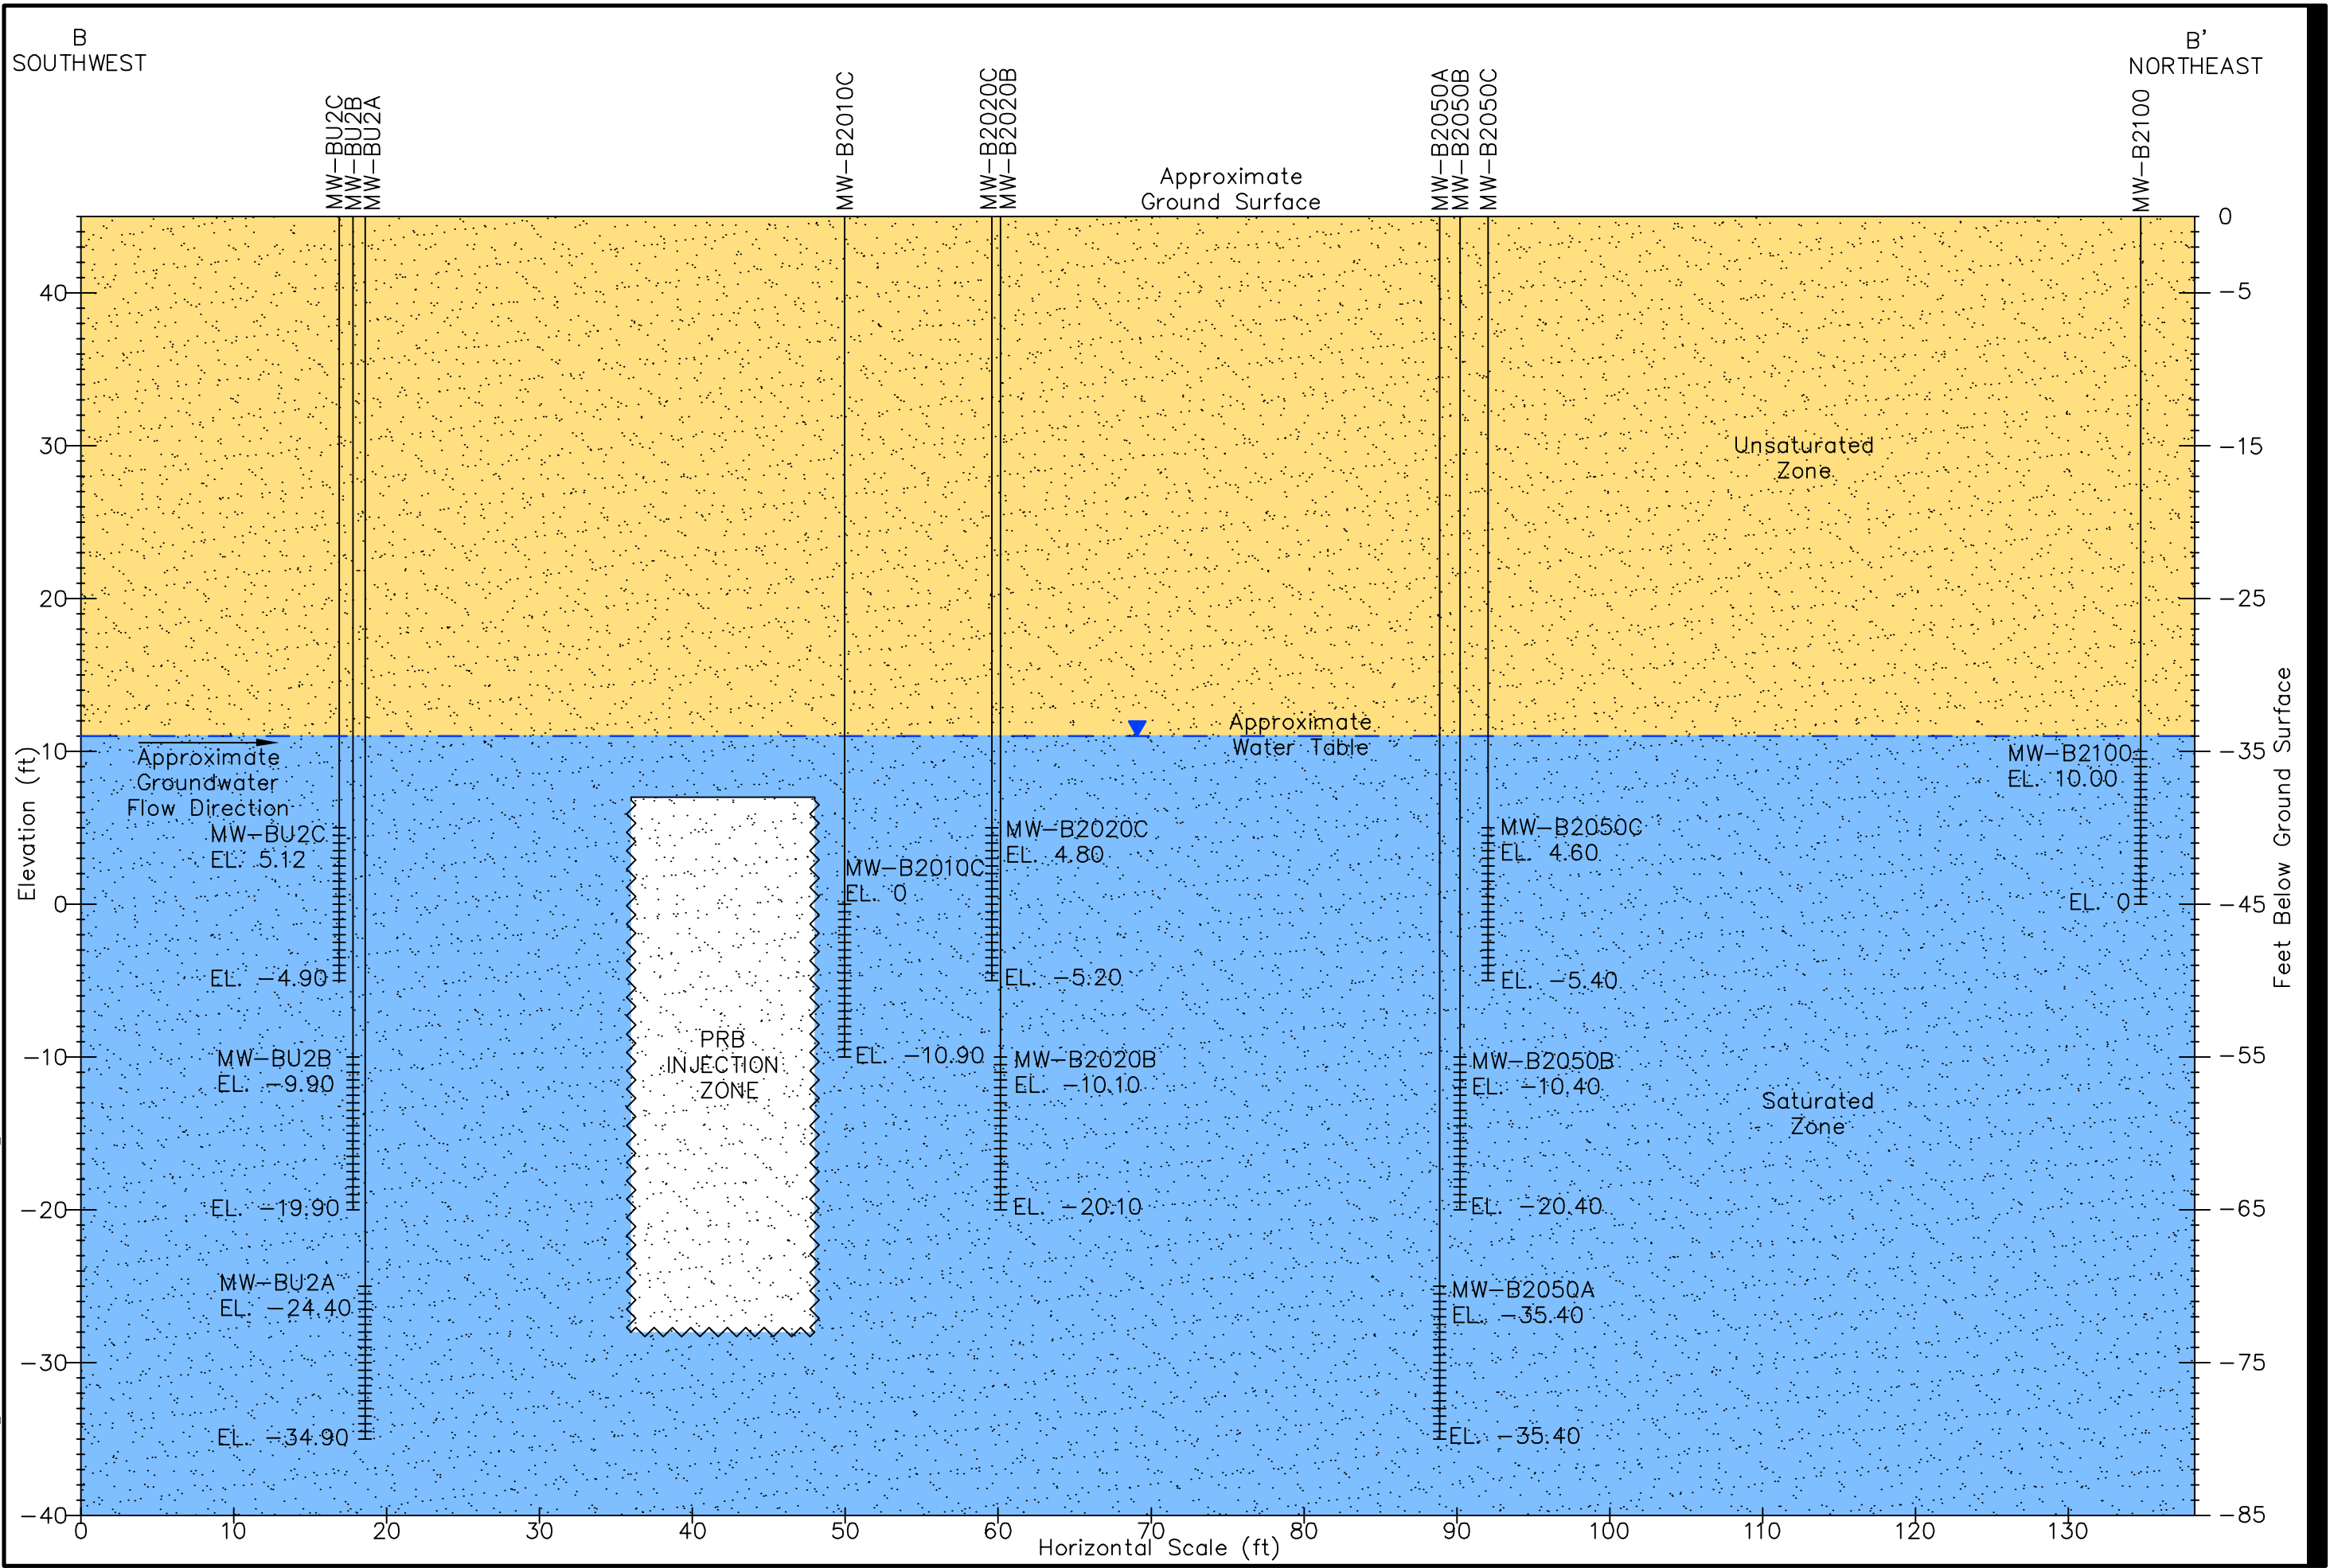 B
SOUTHWEST
B'
NORTHEAST
MW-BU2C
MW-BU2B
MW-BU2A
MW-B2010C
MW-B2020C
MW-B2020B
MW-B2050A
MW-B2050B
MW-B2050C
MW-B2100
Approximate
Ground Surface
40
30
20
10
0
-10
-20
-30
-40
Elevation (ft)
0
-5
-15
-25
-35
-45
-55
-65
-75
-85
Feet Below Ground Surface
Unsaturated
Zone
Approximate
Water Table
Approximate
Groundwater
Flow Direction
MW-BU2C
EL. 5.12
EL. -4.90
MW-BU2B
EL. -9.90
EL. -19.90
MW-BU2A
EL. -24.40
EL. -34.90
PRB
INJECTION
ZONE
MW-B2010C
EL. 0
EL. -10.90
MW-B2020C
EL. 4.80
EL. -5.20
MW-B2020B
EL. -10.10
EL. -20.10
MW-B2050C
EL. 4.60
EL. -5.40
MW-B2050B
EL. -10.40
EL. -20.40
MW-B2050A
EL. -35.40
EL. -35.40
MW-B2100
EL. 10.00
EL. 0
Saturated
Zone
0 10 20 30 40 50 60 70 80 90 100 110 120 130
Horizontal Scale (ft)